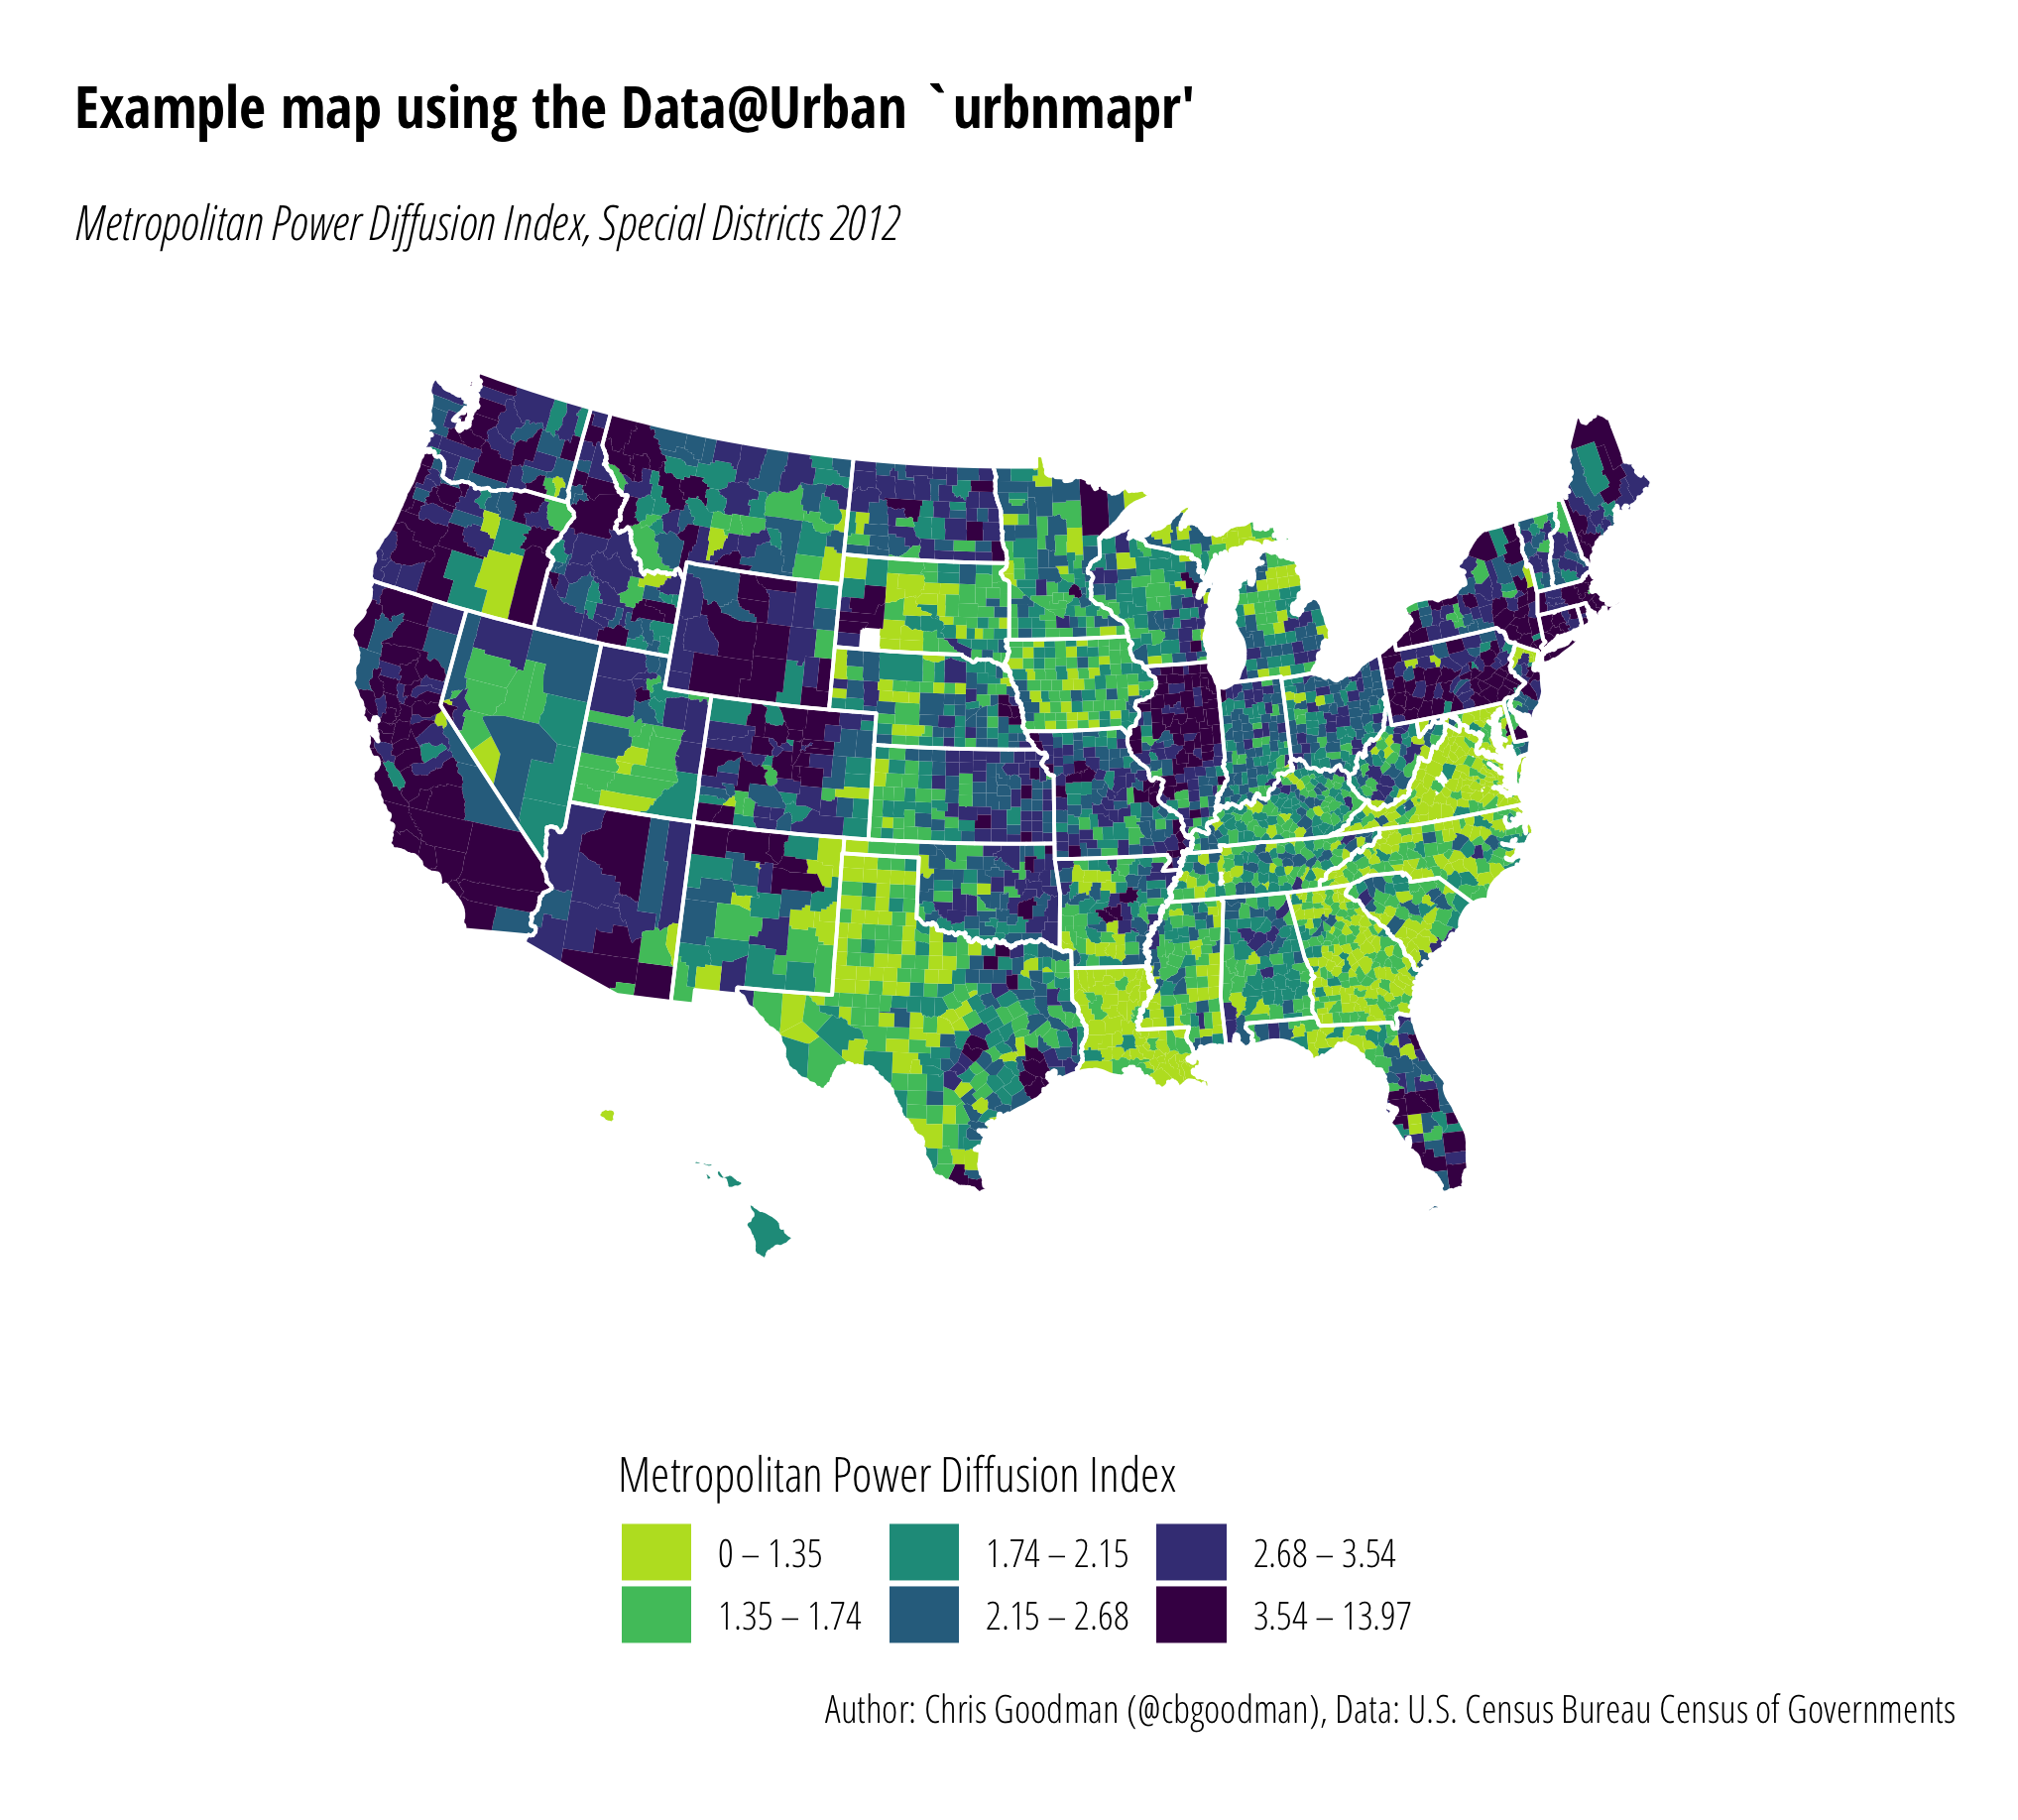 Example map using the Data@Urban `urbnmapr'
Metropolitan Power Diffusion Index, Special Districts 2012
Metropolitan Power Diffusion Index
0 – 1.35
1.74 – 2.15
2.68 – 3.54
1.35 – 1.74
2.15 – 2.68
3.54 – 13.97
Author: Chris Goodman (@cbgoodman), Data: U.S. Census Bureau Census of Governments